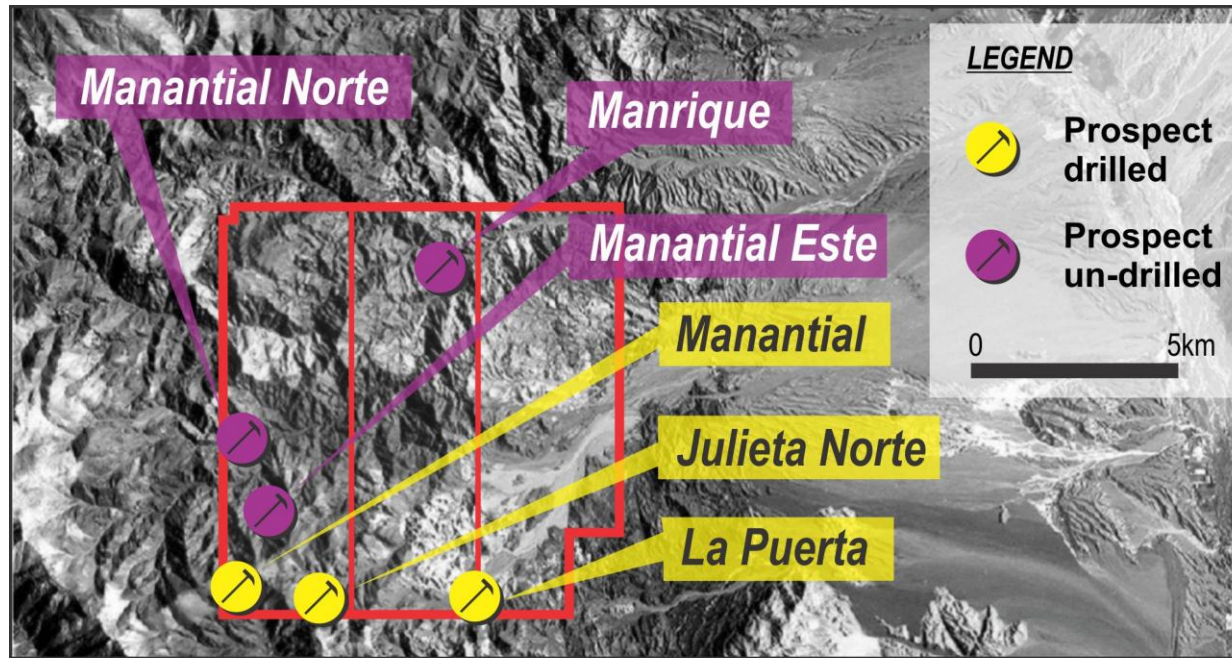 Manantial Norte
Manrique
Manantial Este
Manantial
Julieta Norte
La Puerta
LEGEND
Prospect
drilled
Prospect
un-drilled
0 5km